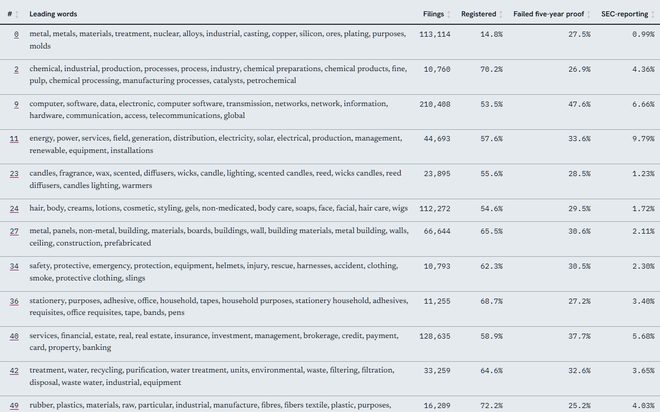 # Leading words Filings Registered Failed five-year proof SEC-reporting
0 metal, metals, materials, treatment, nuclear, alloys, industrial, casting, copper, silicon, ores, plating, purposes, 113,114 14.8% 27.5% 0.99%
molds
2 chemical, industrial, production, processes, process, industry, chemical preparations, chemical products, fine, 10,760 70.2% 26.9% 4.36%
pulp, chemical processing, manufacturing processes, catalysts, petrochemical
9 computer, software, data, electronic, computer software, transmission, networks, network, information, 210,408 53.5% 47.6% 6.66%
hardware, communication, access, telecommunications, global
11 energy, power, services, field, generation, distribution, electricity, solar, electrical, production, management, 44,693 57.6% 33.6% 9.79%
renewable, equipment, installations
23 candles, fragrance, wax, scented, diffusers, wicks, candle, lighting, scented candles, reed, wicks candles, reed 23,895 55.6% 28.5% 1.23%
diffusers, candles lighting, warmers
24 hair, body, creams, lotions, cosmetic, styling, gels, non-medicated, body care, soaps, face, facial, hair care, wigs 112,272 54.6% 29.5% 1.72%
27 metal, panels, non-metal, building, materials, boards, buildings, wall, building materials, metal building, walls, 66,644 65.5% 30.6% 2.11%
ceiling, construction, prefabricated
34 safety, protective, emergency, protection, equipment, helmets, injury, rescue, harnesses, accident, clothing, 10,793 62.3% 30.5% 2.30%
smoke, protective clothing, slings
36 stationery, purposes, adhesive, office, household, tapes, household purposes, stationery household, adhesives, 11,255 68.7% 27.2% 3.40%
requisites, office requisites, tape, bands, pens
40 services, financial, estate, real, real estate, insurance, investment, management, brokerage, credit, payment, 128,635 58.9% 37.7% 5.68%
card, property, banking
42 treatment, water, recycling, purification, water treatment, units, environmental, waste, filtering, filtration, 33,259 64.6% 32.6% 3.65%
disposal, waste water, industrial, equipment
49 rubber, plastics, materials, raw, particular, industrial, manufacture, fibres, fibers textile, plastic, purposes, 16,209 72.2% 25.2% 4.03%